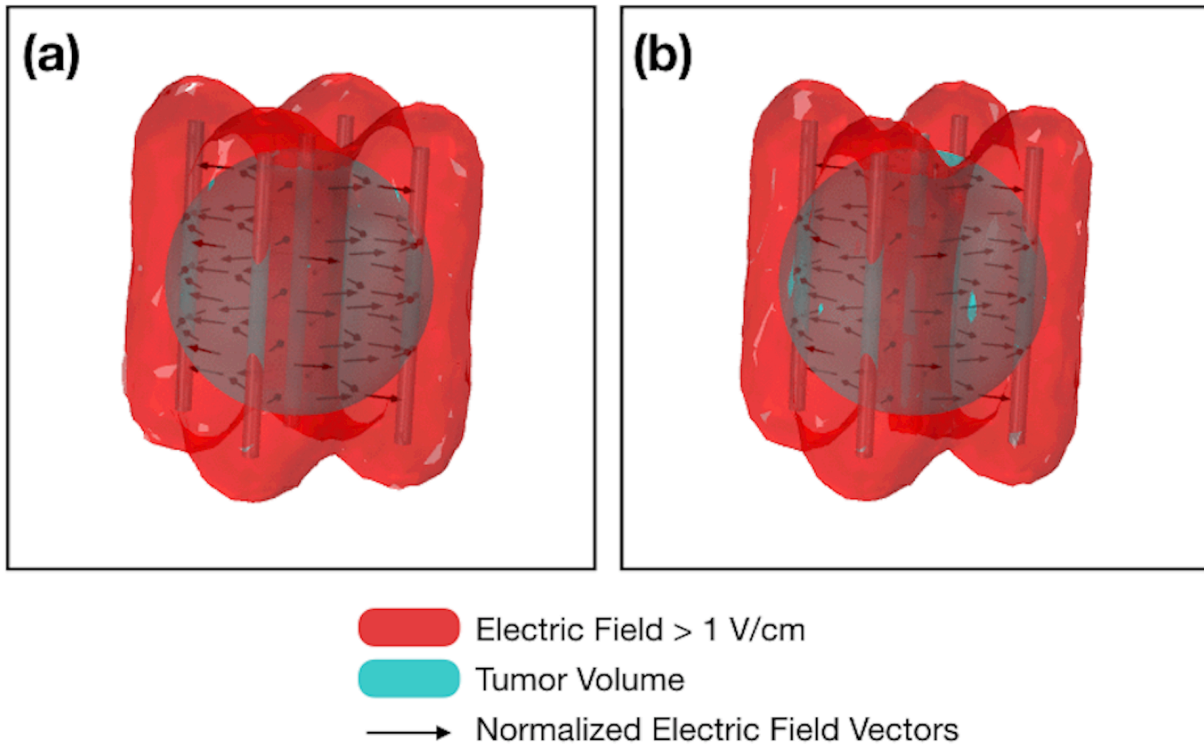 (a)
(b)
Electric Field > 1 V/cm
Tumor Volume
Normalized Electric Field Vectors